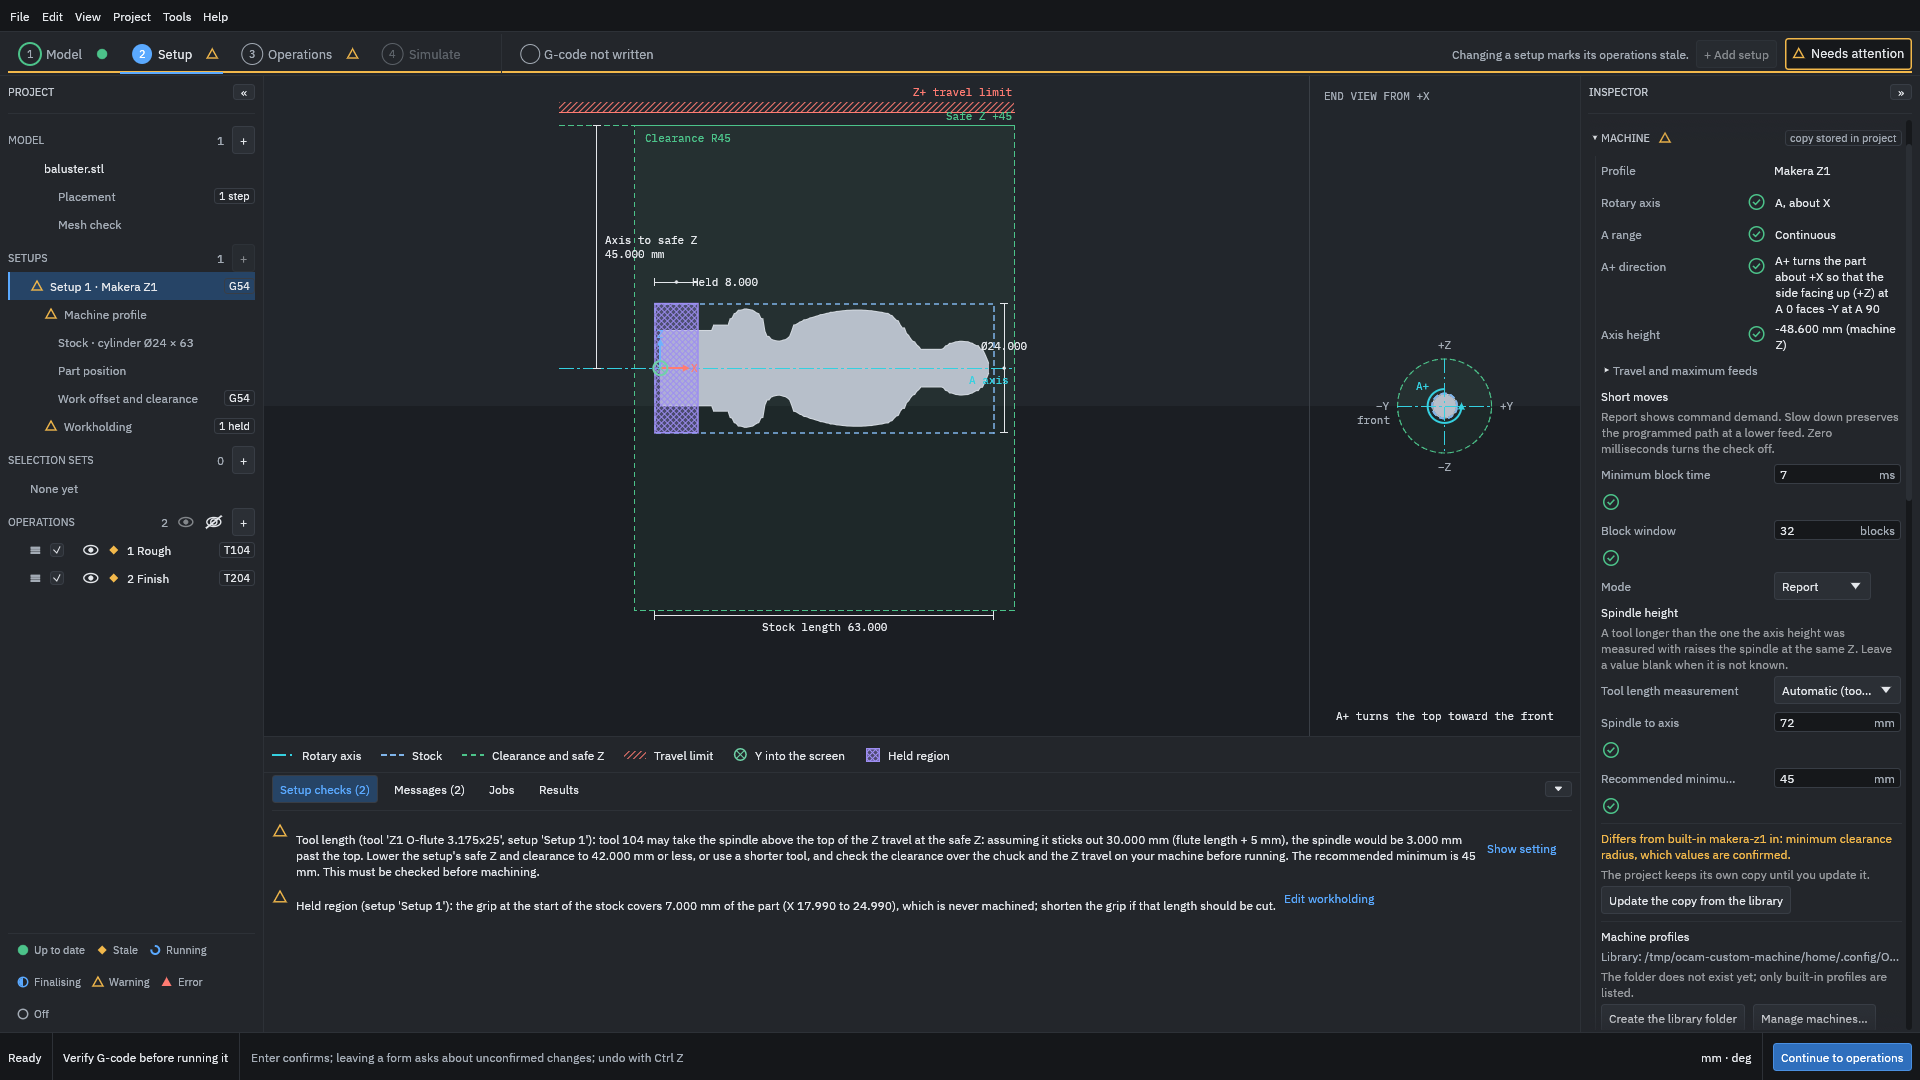 File Edit View Project Tools Help
1 Model 2 Setup 3 Operations 4 Simulate G-code not written Changing a setup marks its operations stale. + Add setup Needs attention
PROJECT «
MODEL 1 +
baluster.stl
Placement 1 step
Mesh check
SETUPS 1 +
Setup 1 · Makera Z1 G54
Machine profile
Stock · cylinder Ø24 × 63
Part position
Work offset and clearance G54
Workholding 1 held
SELECTION SETS 0 +
None yet
OPERATIONS 2 +
1 Rough T104
2 Finish T204
Up to date Stale Running
Finalising Warning Error
Off
Z+ travel limit
Safe Z +45
Clearance R45
Axis to safe Z
45.000 mm
Held 8.000
Ø24.000
A axis
Stock length 63.000
END VIEW FROM +X
+Z
A+
−Y +Y
front
−Z
A+ turns the top toward the front
Rotary axis Stock Clearance and safe Z Travel limit Y into the screen Held region
Setup checks (2) Messages (2) Jobs Results
Tool length (tool 'Z1 O-flute 3.175x25', setup 'Setup 1'): tool 104 may take the spindle above the top of the Z travel at the safe Z: assuming it sticks out 30.000 mm (flute length + 5 mm), the spindle would be 3.000 mm
past the top. Lower the setup's safe Z and clearance to 42.000 mm or less, or use a shorter tool, and check the clearance over the chuck and the Z travel on your machine before running. The recommended minimum is 45
mm. This must be checked before machining.
Show setting
Held region (setup 'Setup 1'): the grip at the start of the stock covers 7.000 mm of the part (X 17.990 to 24.990), which is never machined; shorten the grip if that length should be cut. Edit workholding
INSPECTOR »
MACHINE copy stored in project
Profile Makera Z1
Rotary axis A, about X
A range Continuous
A+ direction A+ turns the part
about +X so that the
side facing up (+Z) at
A 0 faces -Y at A 90
Axis height -48.600 mm (machine
Z)
Travel and maximum feeds
Short moves
Report shows command demand. Slow down preserves
the programmed path at a lower feed. Zero
milliseconds turns the check off.
Minimum block time 7 ms
Block window 32 blocks
Mode Report
Spindle height
A tool longer than the one the axis height was
measured with raises the spindle at the same Z. Leave
a value blank when it is not known.
Tool length measurement Automatic (too...
Spindle to axis 72 mm
Recommended minimu... 45 mm
Differs from built-in makera-z1 in: minimum clearance
radius, which values are confirmed.
The project keeps its own copy until you update it.
Update the copy from the library
Machine profiles
Library: /tmp/ocam-custom-machine/home/.config/O...
The folder does not exist yet; only built-in profiles are
listed.
Create the library folder Manage machines...
Ready Verify G-code before running it Enter confirms; leaving a form asks about unconfirmed changes; undo with Ctrl Z mm · deg Continue to operations